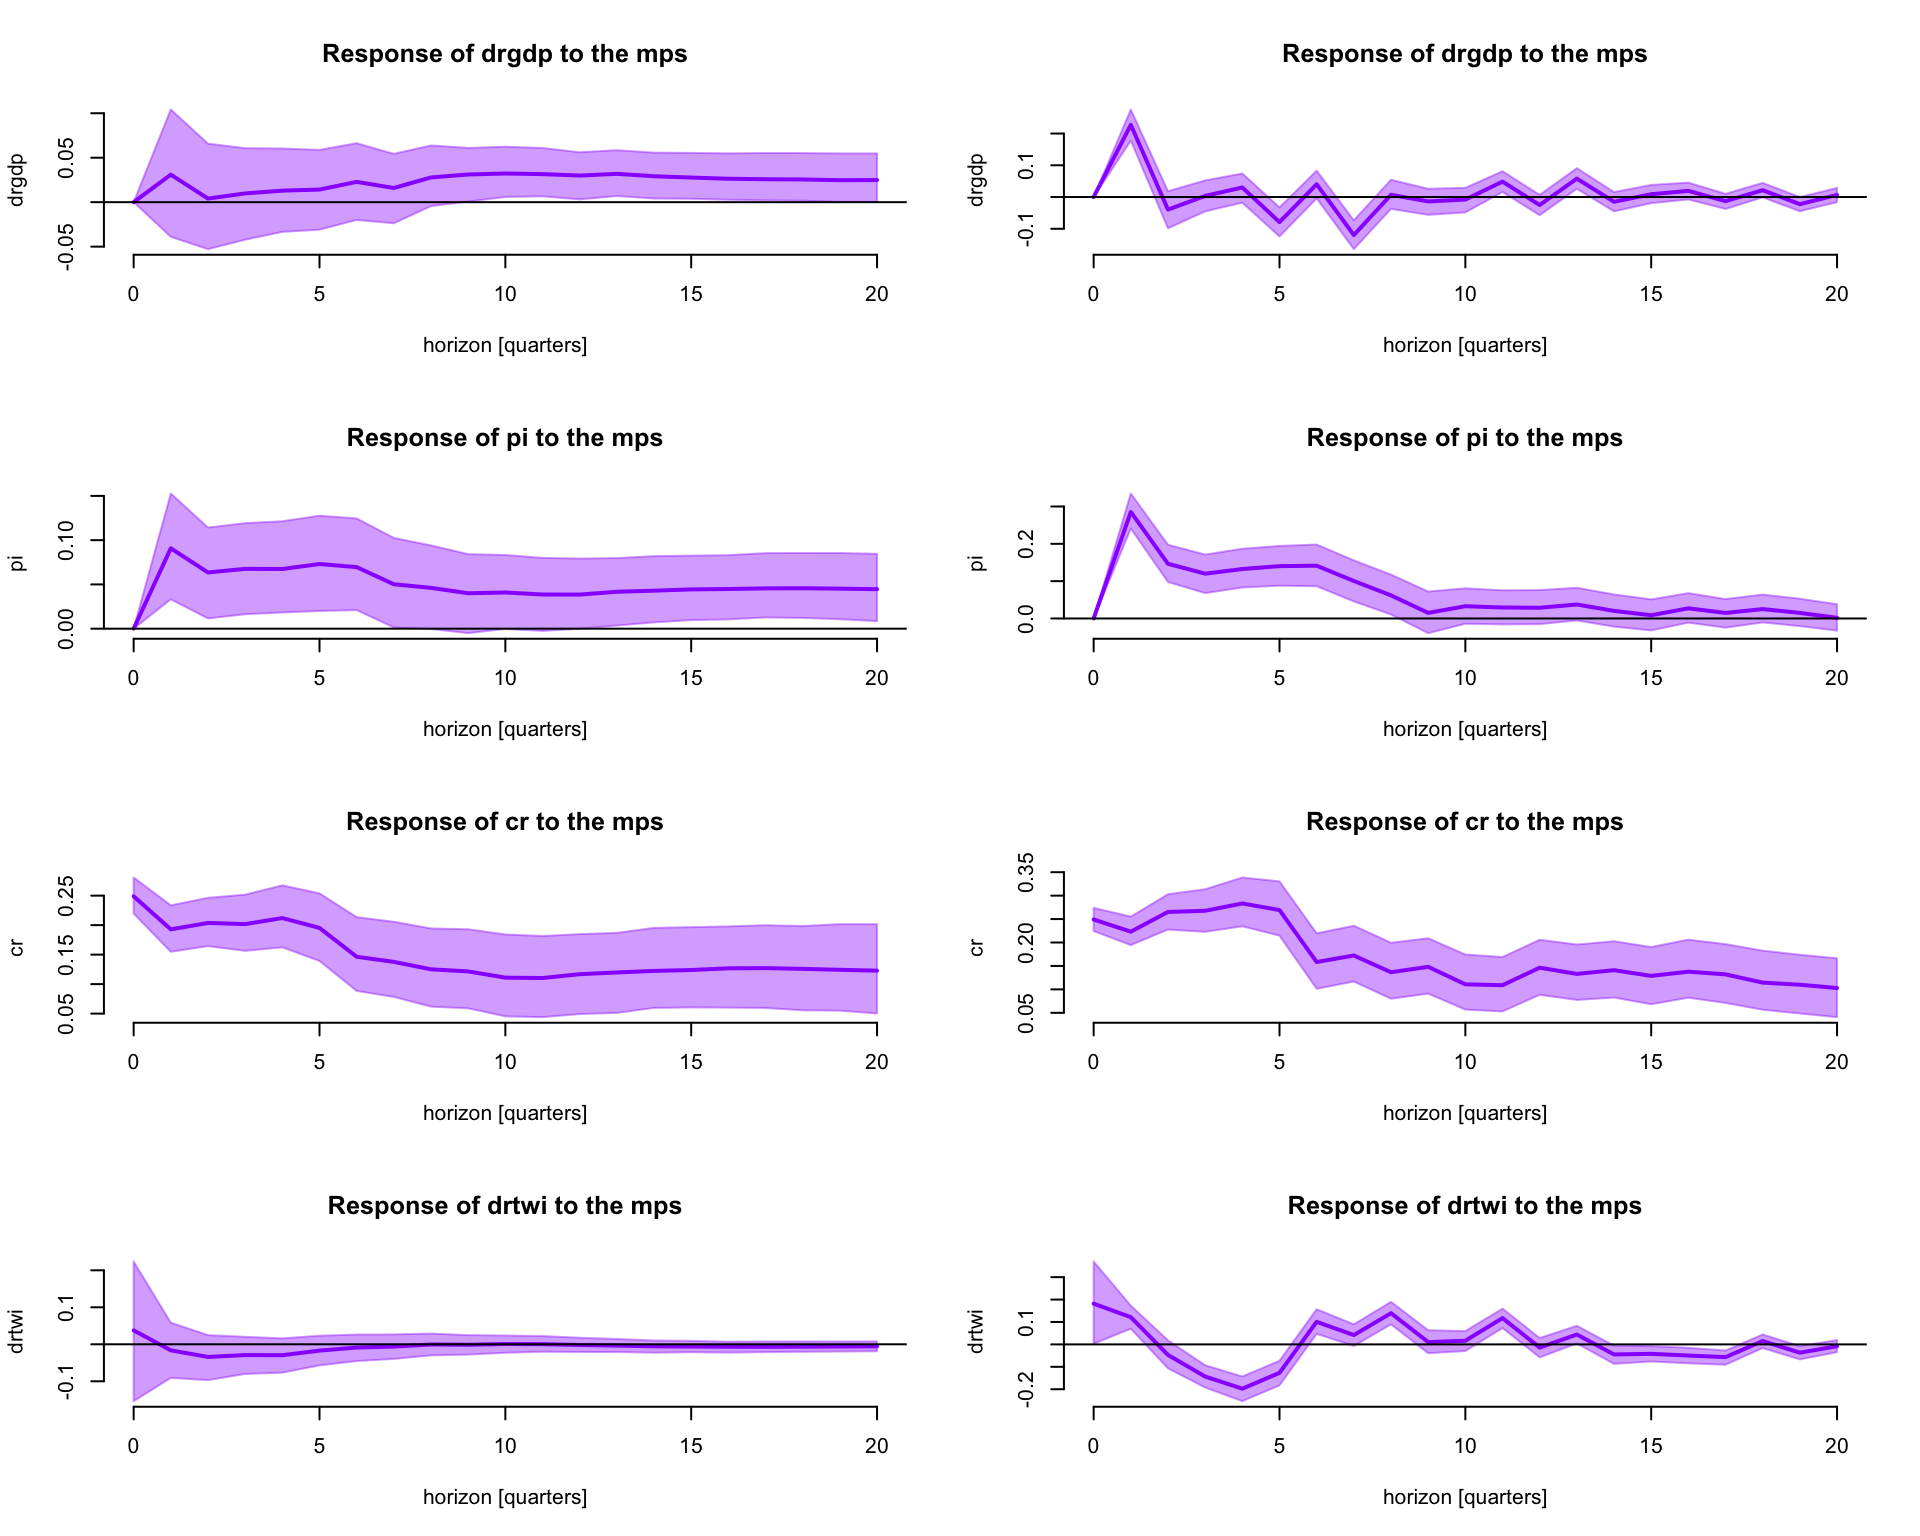 Response of drgdp to the mps
drgdp
-0.05 0.05
0 5 10 15 20
horizon [quarters]
Response of drgdp to the mps
drgdp
-0.1 0.1
0 5 10 15 20
horizon [quarters]
Response of pi to the mps
pi
0.00 0.10
0 5 10 15 20
horizon [quarters]
Response of pi to the mps
pi
0.0 0.2
0 5 10 15 20
horizon [quarters]
Response of cr to the mps
cr
0.05 0.15 0.25
0 5 10 15 20
horizon [quarters]
Response of cr to the mps
cr
0.05 0.20 0.35
0 5 10 15 20
horizon [quarters]
Response of drtwi to the mps
drtwi
-0.1 0.1
0 5 10 15 20
horizon [quarters]
Response of drtwi to the mps
drtwi
-0.2 0.1
0 5 10 15 20
horizon [quarters]